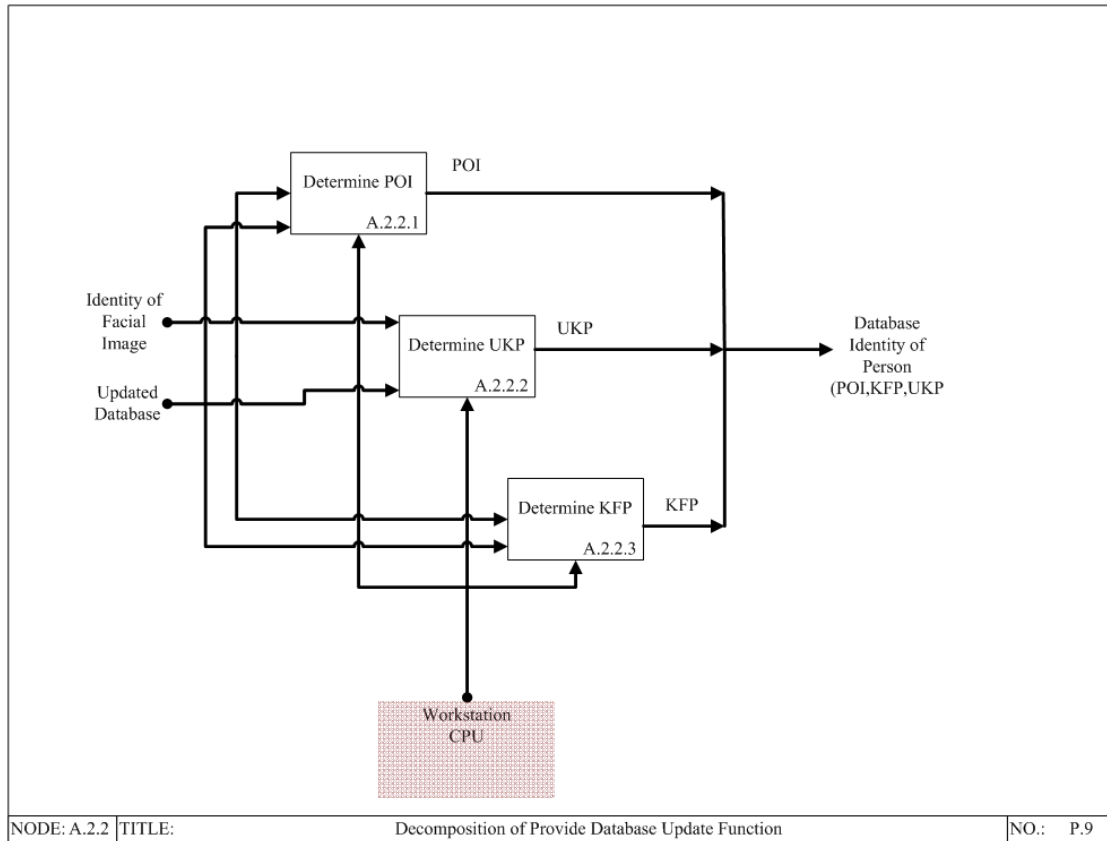 POI
Determine POI
A.2.2.1
Identity of
Facial
Image
UKP
Determine UKP
A.2.2.2
Database
Identity of
Person
(POI,KFP,UKP
Updated
Database
KFP
Determine KFP
A.2.2.3
Workstation
CPU
NODE: A.2.2 TITLE: Decomposition of Provide Database Update Function NO.: P.9